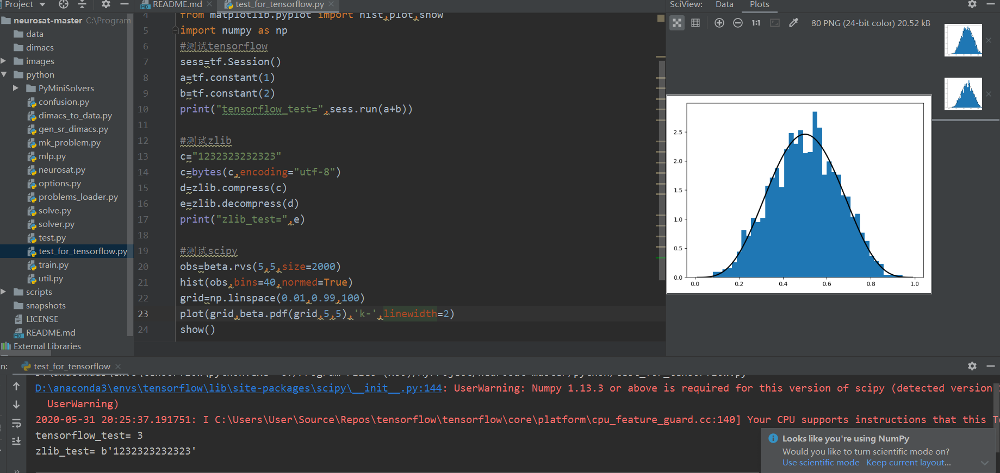 Project
README.md
test_for_tensorflow.py
SciView:
Data
Plots
neurosat-master C:\Program
data
dimacs
images
python
PyMiniSolvers
confusion.py
dimacs_to_data.py
gen_sr_dimacs.py
mk_problem.py
mlp.py
neurosat.py
options.py
problems_loader.py
solve.py
solver.py
test.py
test_for_tensorflow.py
train.py
util.py
scripts
snapshots
LICENSE
README.md
External Libraries
4 from matplotlib.pyplot import hist,plot,show
5 import numpy as np
6 #测试tensorflow
7 sess=tf.Session()
8 a=tf.constant(1)
9 b=tf.constant(2)
10 print("tensorflow_test=",sess.run(a+b))
11
12 #测试zlib
13 c="1232323232323"
14 c=bytes(c,encoding="utf-8")
15 d=zlib.compress(c)
16 e=zlib.decompress(d)
17 print("zlib_test=",e)
18
19 #测试scipy
20 obs=beta.rvs(5,5,size=2000)
21 hist(obs,bins=40,normed=True)
22 grid=np.linspace(0.01,0.99,100)
23 plot(grid,beta.pdf(grid,5,5),'k-',linewidth=2)
24 show()
1:1
80 PNG (24-bit color) 20.52 kB
2.5
2.0
1.5
1.0
0.5
0.0
0.0 0.2 0.4 0.6 0.8 1.0
n:
test_for_tensorflow
D:\anaconda3\envs\tensorflow\lib\site-packages\scipy\__init__.py:144: UserWarning: Numpy 1.13.3 or above is required for this version of scipy (detected version
UserWarning)
2020-05-31 20:25:37.191751: I C:\Users\User\Source\Repos\tensorflow\tensorflow\core\platform\cpu_feature_guard.cc:140] Your CPU supports instructions that this
tensorflow_test= 3
zlib_test= b'1232323232323'
Looks like you're using NumPy
Would you like to turn scientific mode on?
Use scientific mode Keep current layout...